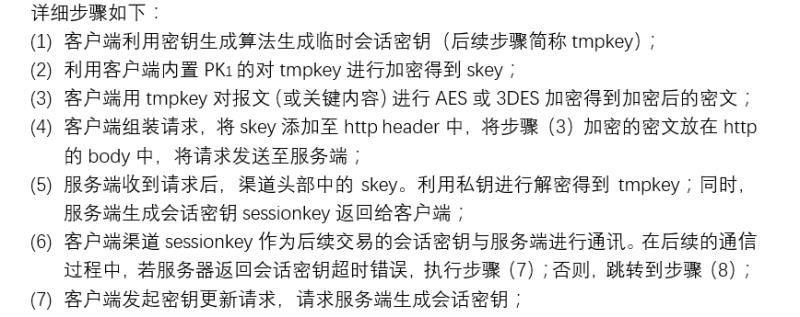 详细步骤如下：
(1) 客户端利用密钥生成算法生成临时会话密钥（后续步骤简称 tmpkey）；
(2) 利用客户端内置 PK1 的对 tmpkey 进行加密得到 skey；
(3) 客户端用 tmpkey 对报文（或关键内容）进行 AES 或 3DES 加密得到加密后的密文；
(4) 客户端组装请求，将 skey 添加至 http header 中，将步骤（3）加密的密文放在 http
的 body 中，将请求发送至服务端；
(5) 服务端收到请求后，渠道头部中的 skey。利用私钥进行解密得到 tmpkey；同时，
服务端生成会话密钥 sessionkey 返回给客户端；
(6) 客户端渠道 sessionkey 作为后续交易的会话密钥与服务端进行通讯。在后续的通信
过程中，若服务器返回会话密钥超时错误，执行步骤（7）；否则，跳转到步骤（8）；
(7) 客户端发起密钥更新请求，请求服务端生成会话密钥；